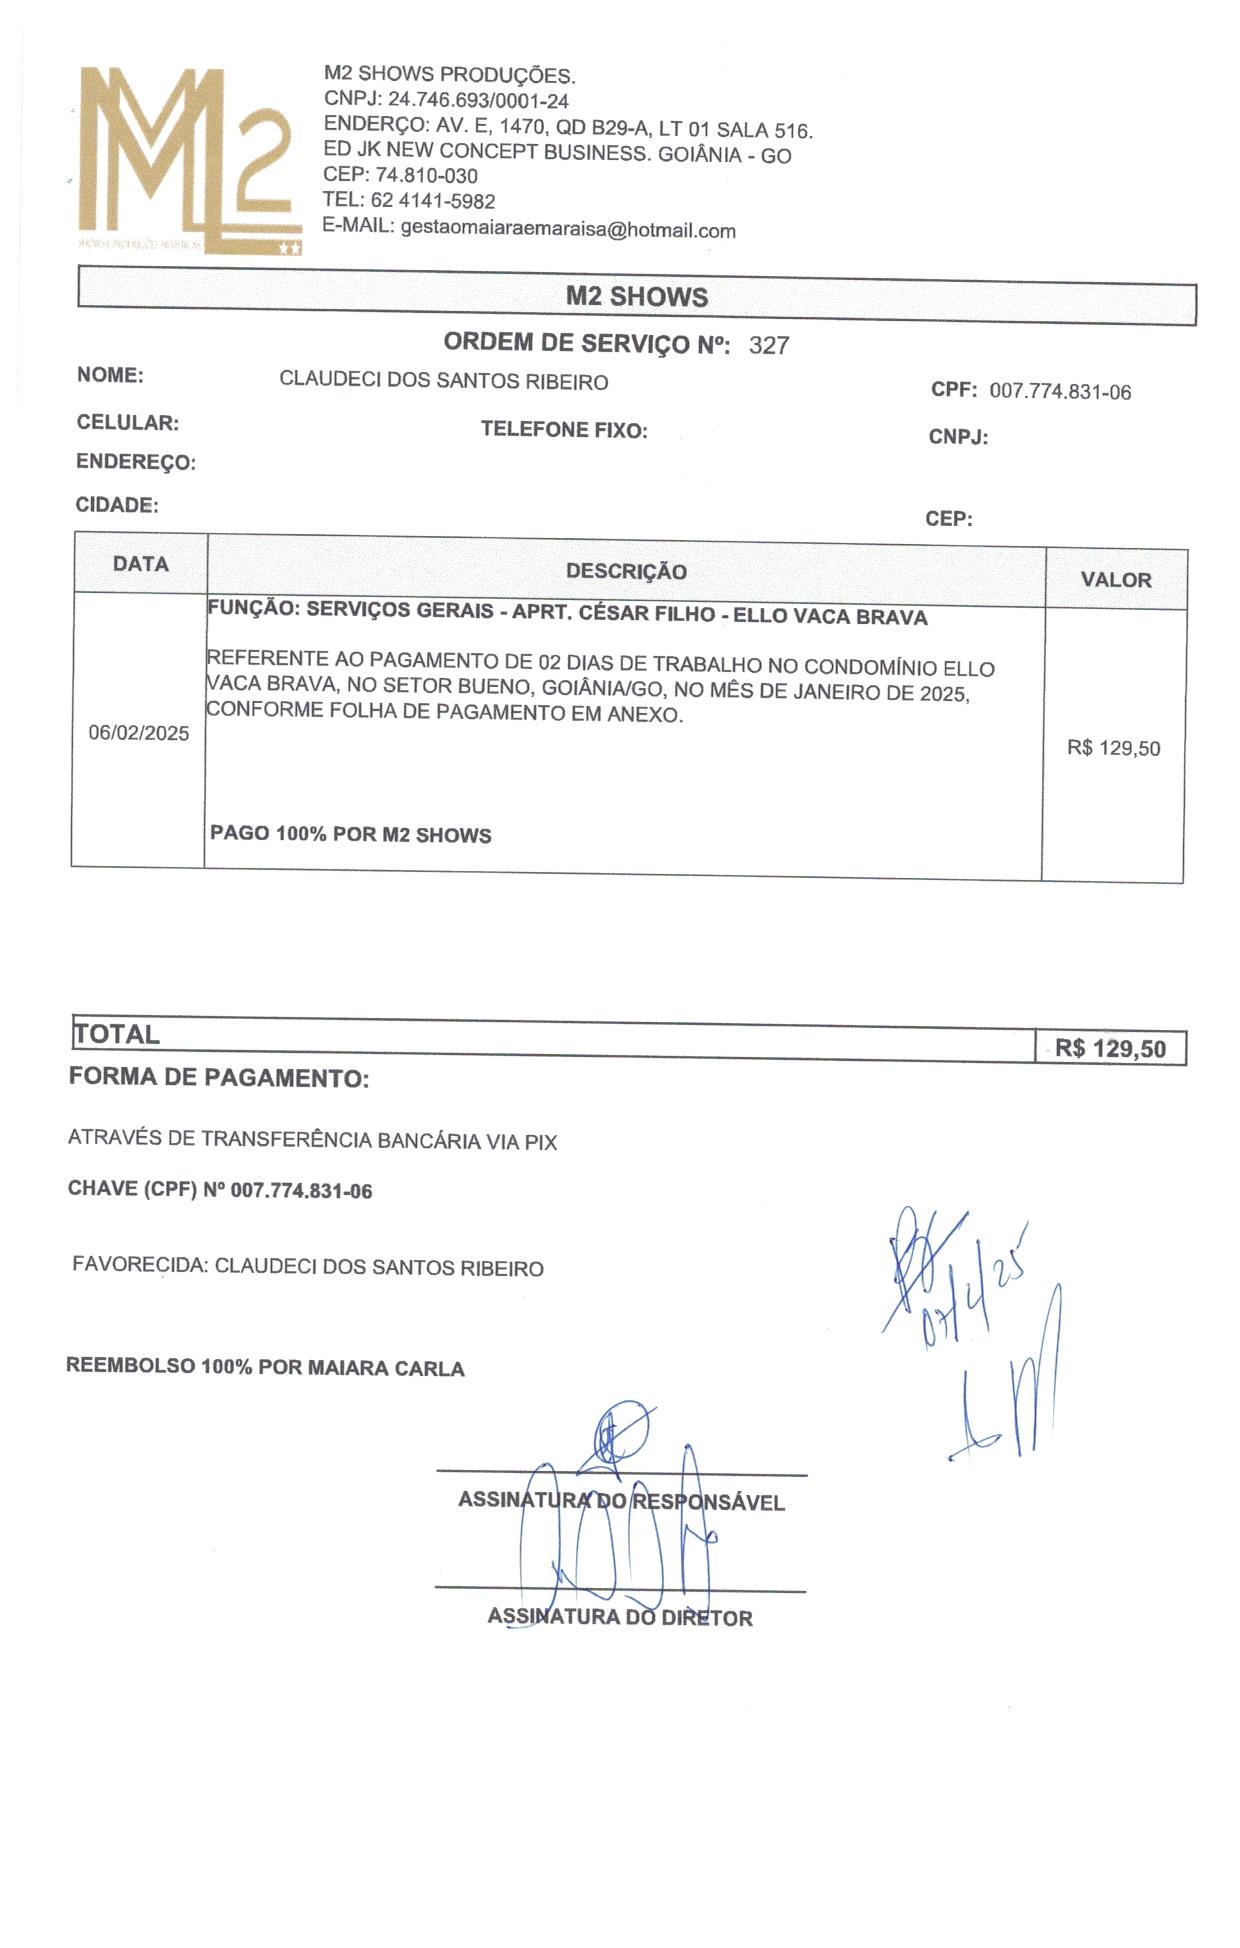 M2 SHOWS PRODUÇÕES.
CNPJ: 24.746.693/0001-24
ENDERÇO: AV. E, 1470, QD B29-A, LT 01 SALA 516.
ED JK NEW CONCEPT BUSINESS. GOIÂNIA - GO
CEP: 74.810-030
TEL: 62 4141-5982
E-MAIL: gestaomaiaraemaraisa@hotmail.com
M2
SHOWS E PRODUÇÕES ARTÍSTICAS
M2 SHOWS
ORDEM DE SERVIÇO Nº: 327
NOME: CLAUDECI DOS SANTOS RIBEIRO CPF: 007.774.831-06
CELULAR: TELEFONE FIXO: CNPJ:
ENDEREÇO:
CIDADE: CEP:
DATA DESCRIÇÃO VALOR
FUNÇÃO: SERVIÇOS GERAIS - APRT. CÉSAR FILHO - ELLO VACA BRAVA
REFERENTE AO PAGAMENTO DE 02 DIAS DE TRABALHO NO CONDOMÍNIO ELLO
VACA BRAVA, NO SETOR BUENO, GOIÂNIA/GO, NO MÊS DE JANEIRO DE 2025,
CONFORME FOLHA DE PAGAMENTO EM ANEXO.
06/02/2025 R$ 129,50
PAGO 100% POR M2 SHOWS
TOTAL R$ 129,50
FORMA DE PAGAMENTO:
ATRAVÉS DE TRANSFERÊNCIA BANCÁRIA VIA PIX
CHAVE (CPF) Nº 007.774.831-06
FAVORECIDA: CLAUDECI DOS SANTOS RIBEIRO
07/2/25
REEMBOLSO 100% POR MAIARA CARLA
ASSINATURA DO RESPONSÁVEL
ASSINATURA DO DIRETOR